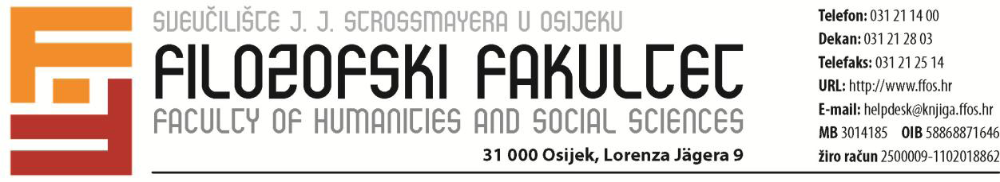 SVEUČILIŠTE J. J. STROSSMAYERA U OSIJEKU
FILOZOFSKI FAKULTET
FACULTY OF HUMANITIES AND SOCIAL SCIENCES
31 000 Osijek, Lorenza Jägera 9
Telefon: 031 21 14 00
Dekan: 031 21 28 03
Telefaks: 031 21 25 14
URL: http://www.ffos.hr
E-mail: helpdesk@knjiga.ffos.hr
MB 3014185 OIB 58868871646
žiro račun 2500009-1102018862